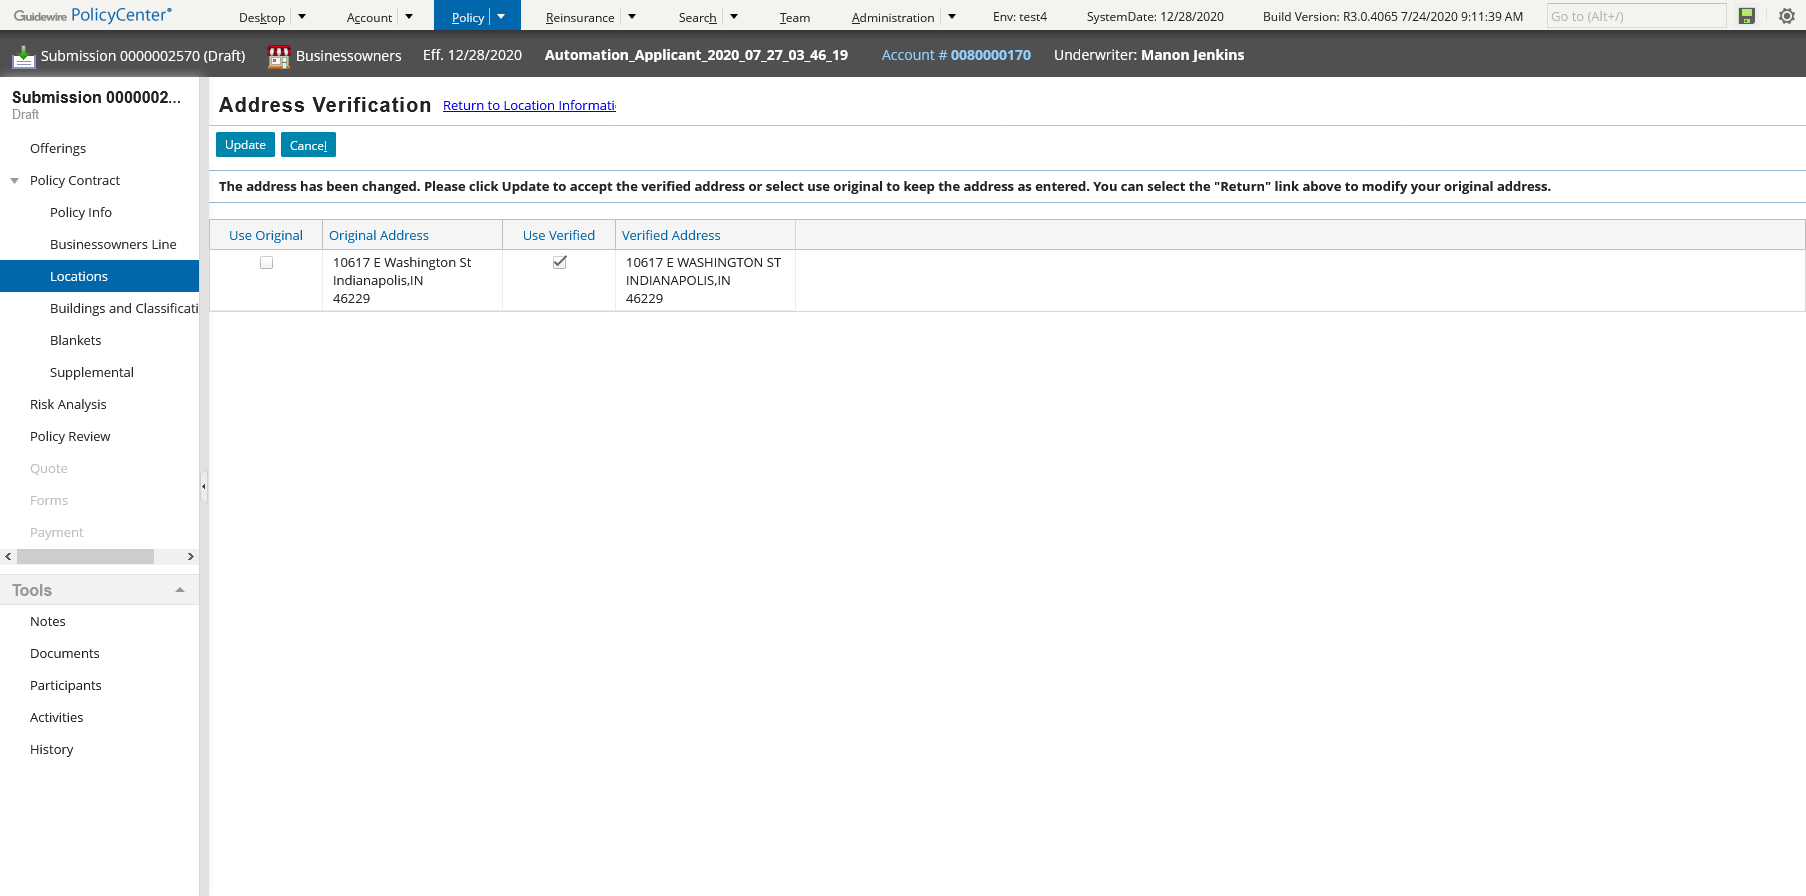 Guidewire PolicyCenter® Desktop Account Policy Reinsurance Search Team Administration Env: test4 SystemDate: 12/28/2020 Build Version: R3.0.4065 7/24/2020 9:11:39 AM Go to (Alt+/)
Submission 0000002570 (Draft) Businessowners Eff. 12/28/2020 Automation_Applicant_2020_07_27_03_46_19 Account # 0080000170 Underwriter: Manon Jenkins
Submission 0000002...
Draft
Offerings
Policy Contract
Policy Info
Businessowners Line
Locations
Buildings and Classificati
Blankets
Supplemental
Risk Analysis
Policy Review
Quote
Forms
Payment
Tools
Notes
Documents
Participants
Activities
History
Address Verification Return to Location Informati
Update Cancel
The address has been changed. Please click Update to accept the verified address or select use original to keep the address as entered. You can select the "Return" link above to modify your original address.
Use Original Original Address Use Verified Verified Address
10617 E Washington St 10617 E WASHINGTON ST
Indianapolis,IN INDIANAPOLIS,IN
46229 46229